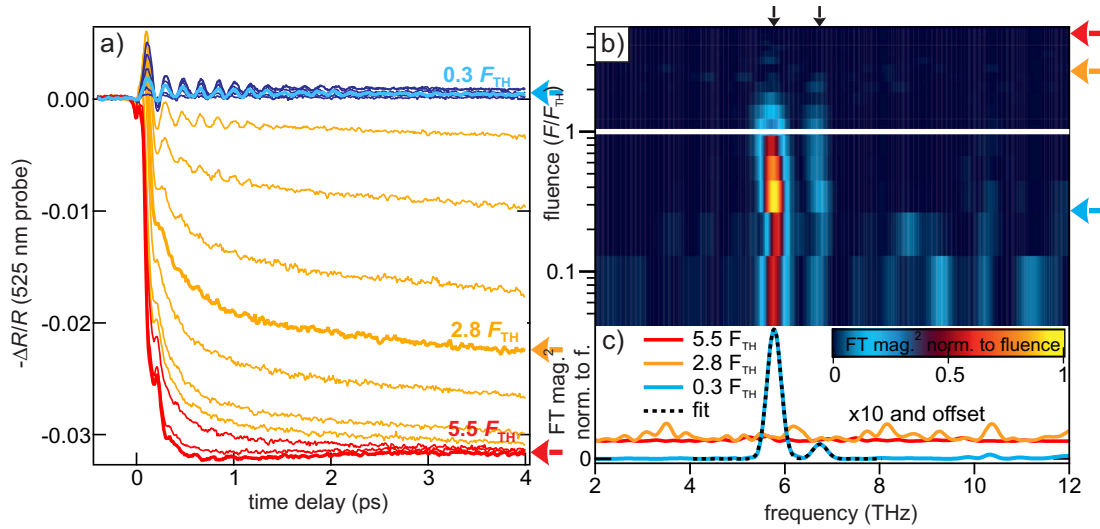 a)
0.3 F_TH
2.8 F_TH
5.5 F_TH
0.00
-0.01
-0.02
-0.03
-ΔR/R (525 nm probe)
0 1 2 3 4
time delay (ps)
b)
fluence (F/F_TH)
1
0.1
FT mag.² norm. to fluence
0 0.5 1
c)
5.5 F_TH
2.8 F_TH
0.3 F_TH
fit
x10 and offset
FT mag.²
norm. to f.
0
2 4 6 8 10 12
frequency (THz)